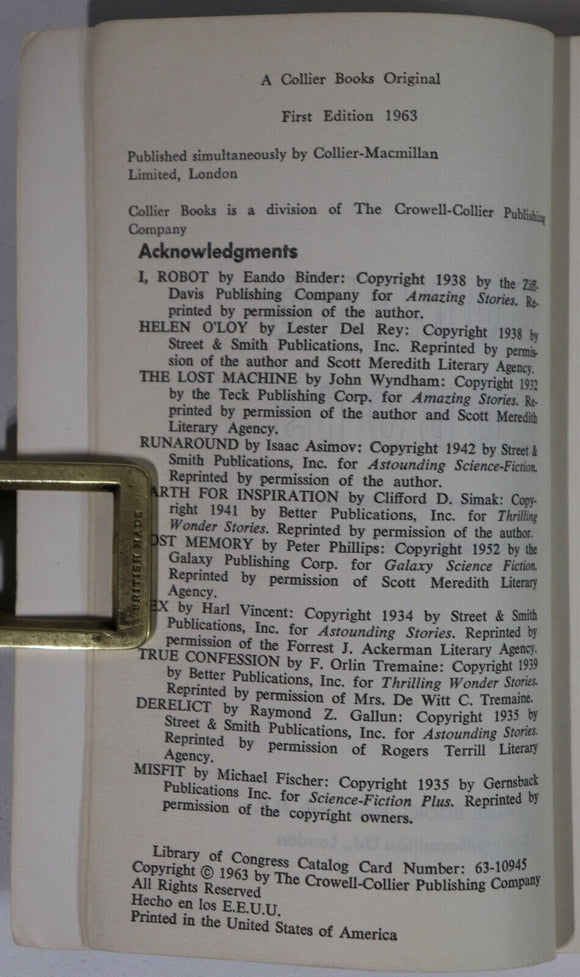 A Collier Books Original
First Edition 1963
Published simultaneously by Collier-Macmillan
Limited, London
Collier Books is a division of The Crowell-Collier Publishing
Company
Acknowledgments
I, ROBOT by Eando Binder: Copyright 1938 by the Ziff-
Davis Publishing Company for Amazing Stories. Re-
printed by permission of the author.
HELEN O'LOY by Lester Del Rey: Copyright 1938 by
Street & Smith Publications, Inc. Reprinted by permis-
sion of the author and Scott Meredith Literary Agency.
THE LOST MACHINE by John Wyndham: Copyright 1932
by the Teck Publishing Corp. for Amazing Stories. Re-
printed by permission of the author and Scott Meredith
Literary Agency.
RUNAROUND by Isaac Asimov: Copyright 1942 by Street &
Smith Publications, Inc. for Astounding Science-Fiction.
Reprinted by permission of the author.
ARTH FOR INSPIRATION by Clifford D. Simak: Copy-
right 1941 by Better Publications, Inc. for Thrilling
Wonder Stories. Reprinted by permission of the author.
OST MEMORY by Peter Phillips: Copyright 1952 by the
Galaxy Publishing Corp. for Galaxy Science Fiction.
Reprinted by permission of Scott Meredith Literary
Agency.
EX by Harl Vincent: Copyright 1934 by Street & Smith
Publications, Inc. for Astounding Stories. Reprinted by
permission of the Forrest J. Ackerman Literary Agency.
TRUE CONFESSION by F. Orlin Tremaine: Copyright 1939
by Better Publications, Inc. for Thrilling Wonder Stories.
Reprinted by permission of Mrs. De Witt C. Tremaine.
DERELICT by Raymond Z. Gallun: Copyright 1935 by
Street & Smith Publications, Inc. for Astounding Stories.
Reprinted by permission of Rogers Terrill Literary
Agency.
MISFIT by Michael Fischer: Copyright 1935 by Gernsback
Publications Inc. for Science-Fiction Plus. Reprinted by
permission of the copyright owners.
Library of Congress Catalog Card Number: 63-10945
Copyright © 1963 by The Crowell-Collier Publishing Company
All Rights Reserved
Hecho en los E.E.U.U.
Printed in the United States of America
BRITISH MADE